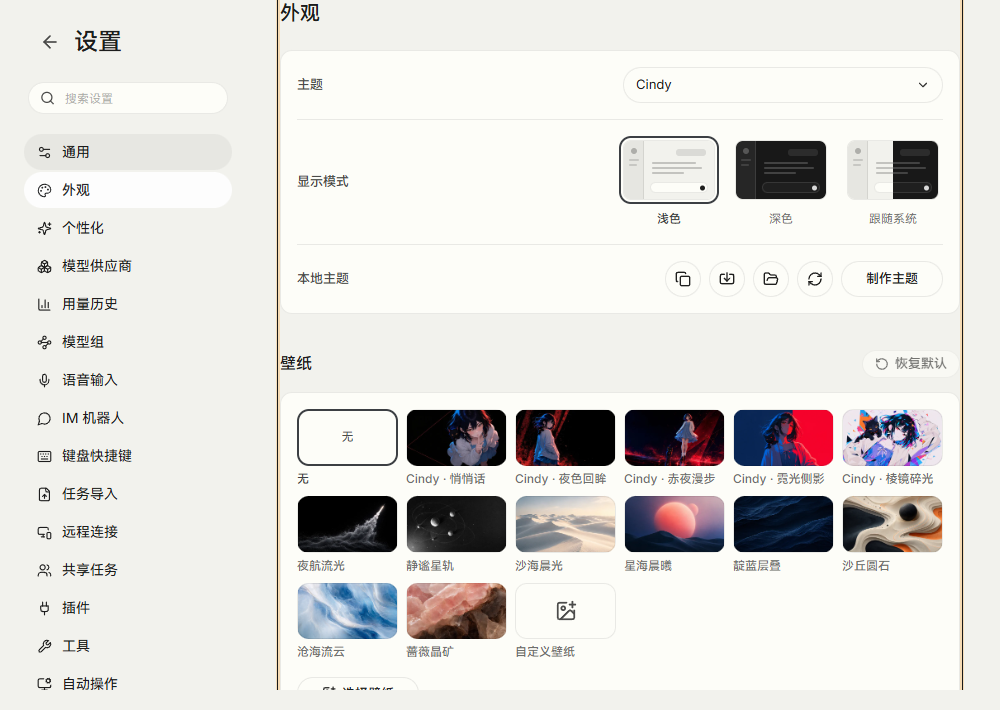 设置
搜索设置
通用
外观
个性化
模型供应商
用量历史
模型组
语音输入
IM 机器人
键盘快捷键
任务导入
远程连接
共享任务
插件
工具
自动操作
外观
主题
Cindy
显示模式
浅色
深色
跟随系统
本地主题
制作主题
壁纸
恢复默认
无
无
Cindy · 悄悄话
Cindy · 夜色回眸
Cindy · 赤夜漫步
Cindy · 霓光侧影
Cindy · 棱镜碎光
夜航流光
静谧星轨
沙海晨光
星海晨曦
靛蓝层叠
沙丘圆石
沧海流云
蔷薇晶矿
自定义壁纸
选择壁纸